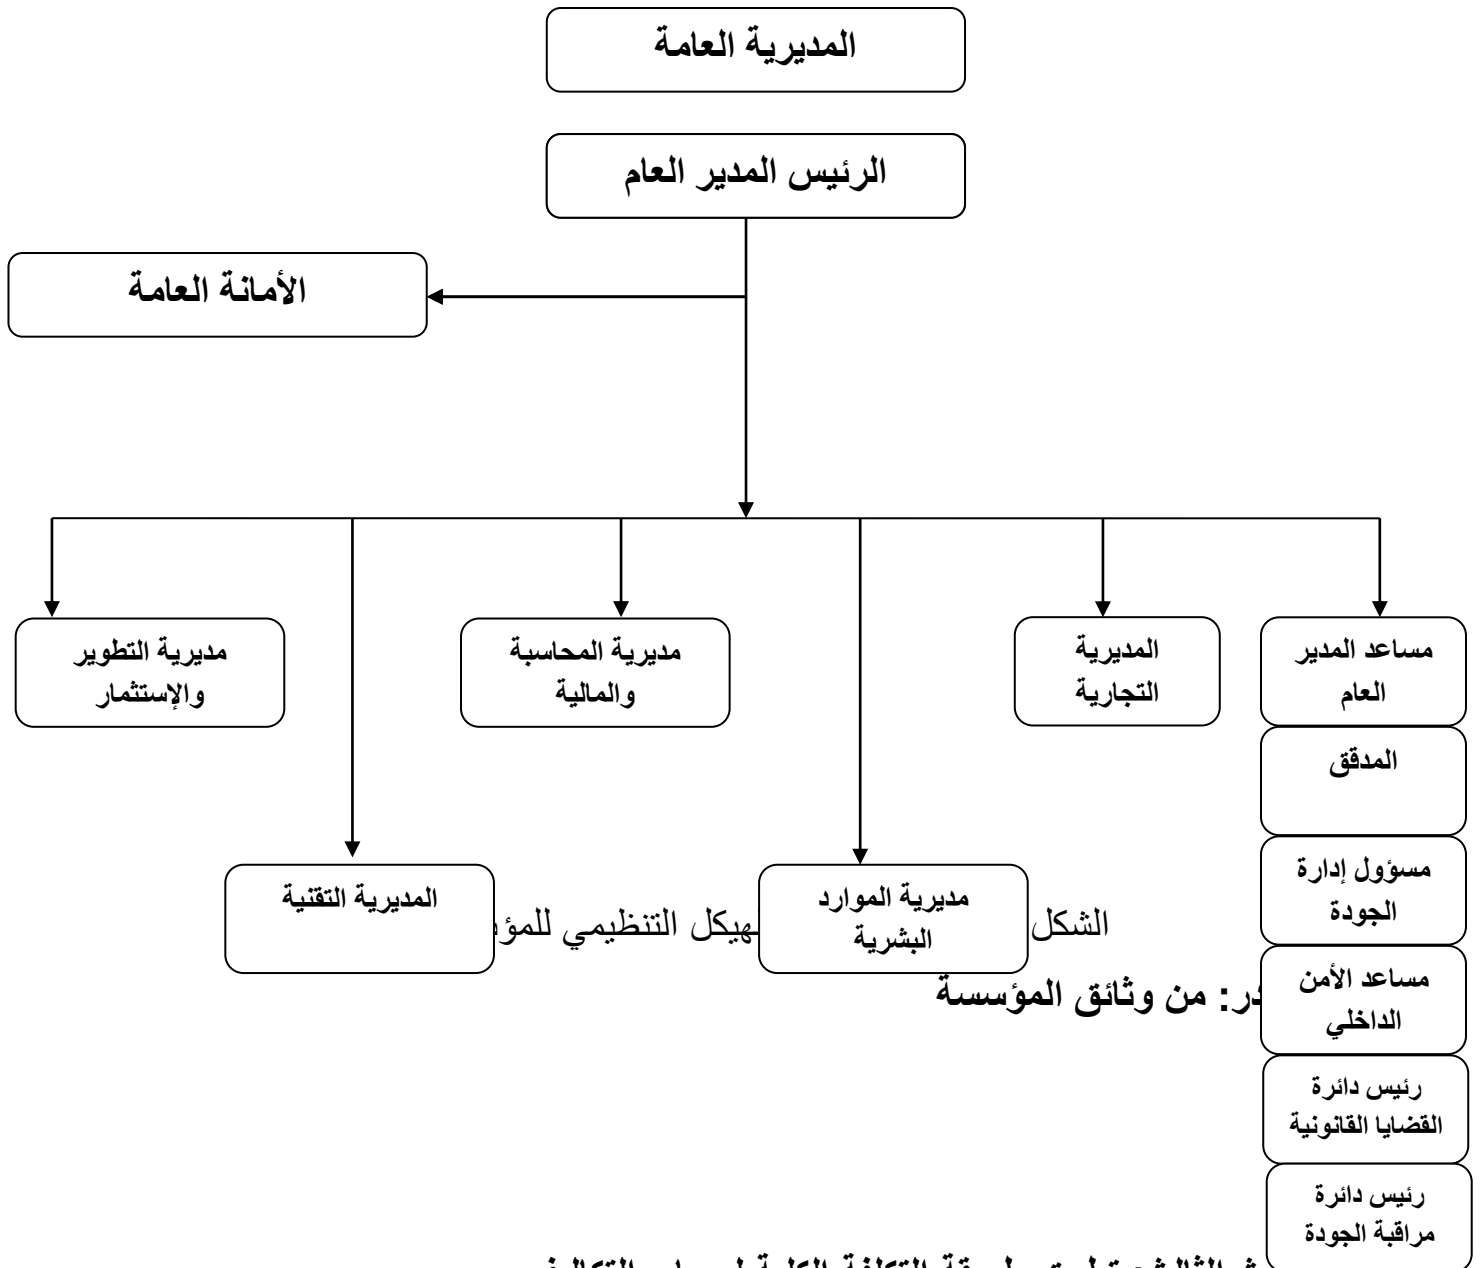 المديرية العامة
الرئيس المدير العام
الأمانة العامة
مساعد المدير
العام
المديرية
التجارية
مديرية المحاسبة
والمالية
مديرية التطوير
والإستثمار
المدقق
مسؤول إدارة
الجودة
مديرية الموارد
البشرية
المديرية التقنية
الشكل
هيكل التنظيمي
مساعد الأمن
الداخلي
من وثائق المؤسسة
رئيس دائرة
القضايا القانونية
رئيس دائرة
مراقبة الجودة